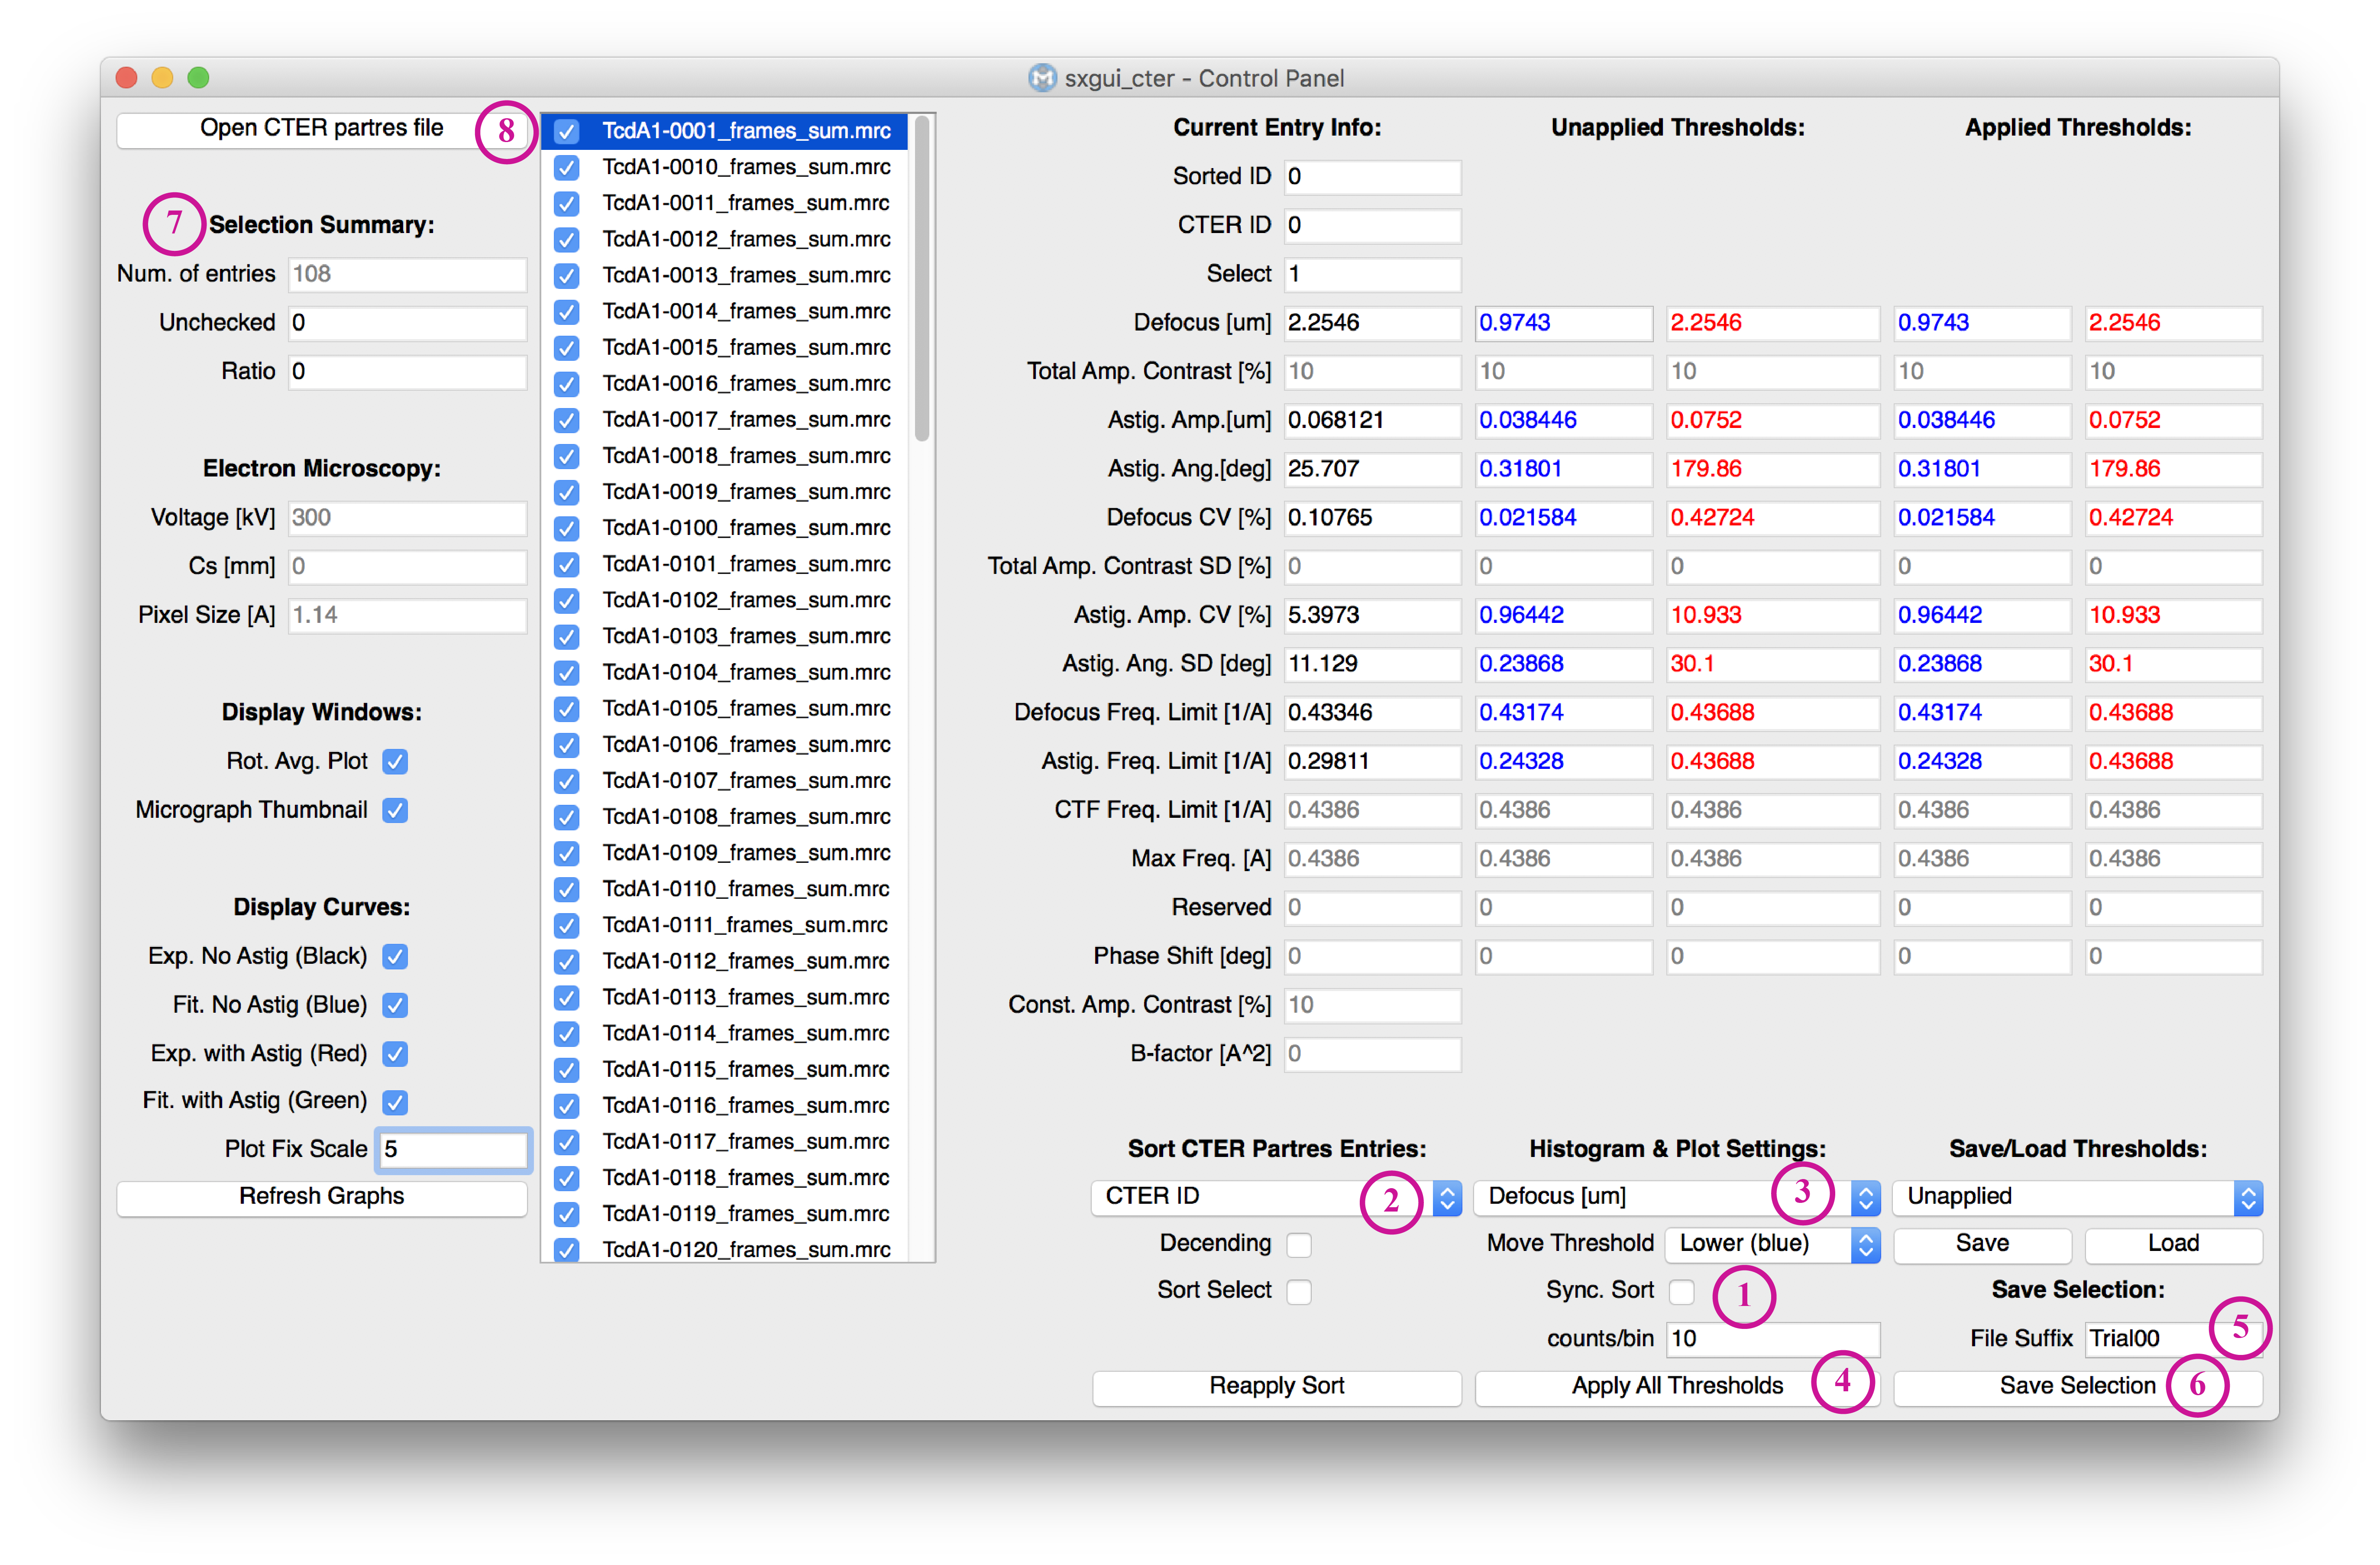 sxgui_cter - Control Panel
Open CTER partres file
8
7
Selection Summary:
Num. of entries 108
Unchecked 0
Ratio 0
Electron Microscopy:
Voltage [kV] 300
Cs [mm] 0
Pixel Size [A] 1.14
Display Windows:
Rot. Avg. Plot
Micrograph Thumbnail
Display Curves:
Exp. No Astig (Black)
Fit. No Astig (Blue)
Exp. with Astig (Red)
Fit. with Astig (Green)
Plot Fix Scale 5
Refresh Graphs
TcdA1-0001_frames_sum.mrc
TcdA1-0010_frames_sum.mrc
TcdA1-0011_frames_sum.mrc
TcdA1-0012_frames_sum.mrc
TcdA1-0013_frames_sum.mrc
TcdA1-0014_frames_sum.mrc
TcdA1-0015_frames_sum.mrc
TcdA1-0016_frames_sum.mrc
TcdA1-0017_frames_sum.mrc
TcdA1-0018_frames_sum.mrc
TcdA1-0019_frames_sum.mrc
TcdA1-0100_frames_sum.mrc
TcdA1-0101_frames_sum.mrc
TcdA1-0102_frames_sum.mrc
TcdA1-0103_frames_sum.mrc
TcdA1-0104_frames_sum.mrc
TcdA1-0105_frames_sum.mrc
TcdA1-0106_frames_sum.mrc
TcdA1-0107_frames_sum.mrc
TcdA1-0108_frames_sum.mrc
TcdA1-0109_frames_sum.mrc
TcdA1-0110_frames_sum.mrc
TcdA1-0111_frames_sum.mrc
TcdA1-0112_frames_sum.mrc
TcdA1-0113_frames_sum.mrc
TcdA1-0114_frames_sum.mrc
TcdA1-0115_frames_sum.mrc
TcdA1-0116_frames_sum.mrc
TcdA1-0117_frames_sum.mrc
TcdA1-0118_frames_sum.mrc
TcdA1-0119_frames_sum.mrc
TcdA1-0120_frames_sum.mrc
Current Entry Info: Unapplied Thresholds: Applied Thresholds:
Sorted ID 0
CTER ID 0
Select 1
Defocus [um] 2.2546 0.9743 2.2546 0.9743 2.2546
Total Amp. Contrast [%] 10 10 10 10 10
Astig. Amp.[um] 0.068121 0.038446 0.0752 0.038446 0.0752
Astig. Ang.[deg] 25.707 0.31801 179.86 0.31801 179.86
Defocus CV [%] 0.10765 0.021584 0.42724 0.021584 0.42724
Total Amp. Contrast SD [%] 0 0 0 0 0
Astig. Amp. CV [%] 5.3973 0.96442 10.933 0.96442 10.933
Astig. Ang. SD [deg] 11.129 0.23868 30.1 0.23868 30.1
Defocus Freq. Limit [1/A] 0.43346 0.43174 0.43688 0.43174 0.43688
Astig. Freq. Limit [1/A] 0.29811 0.24328 0.43688 0.24328 0.43688
CTF Freq. Limit [1/A] 0.4386 0.4386 0.4386 0.4386 0.4386
Max Freq. [A] 0.4386 0.4386 0.4386 0.4386 0.4386
Reserved 0 0 0 0 0
Phase Shift [deg] 0 0 0 0 0
Const. Amp. Contrast [%] 10
B-factor [A^2] 0
Sort CTER Partres Entries:
CTER ID 2
Decending
Sort Select
Reapply Sort
Histogram & Plot Settings:
Defocus [um] 3
Move Threshold Lower (blue)
Sync. Sort 1
counts/bin 10
Apply All Thresholds 4
Save/Load Thresholds:
Unapplied
Save Load
Save Selection:
File Suffix Trial00 5
Save Selection 6